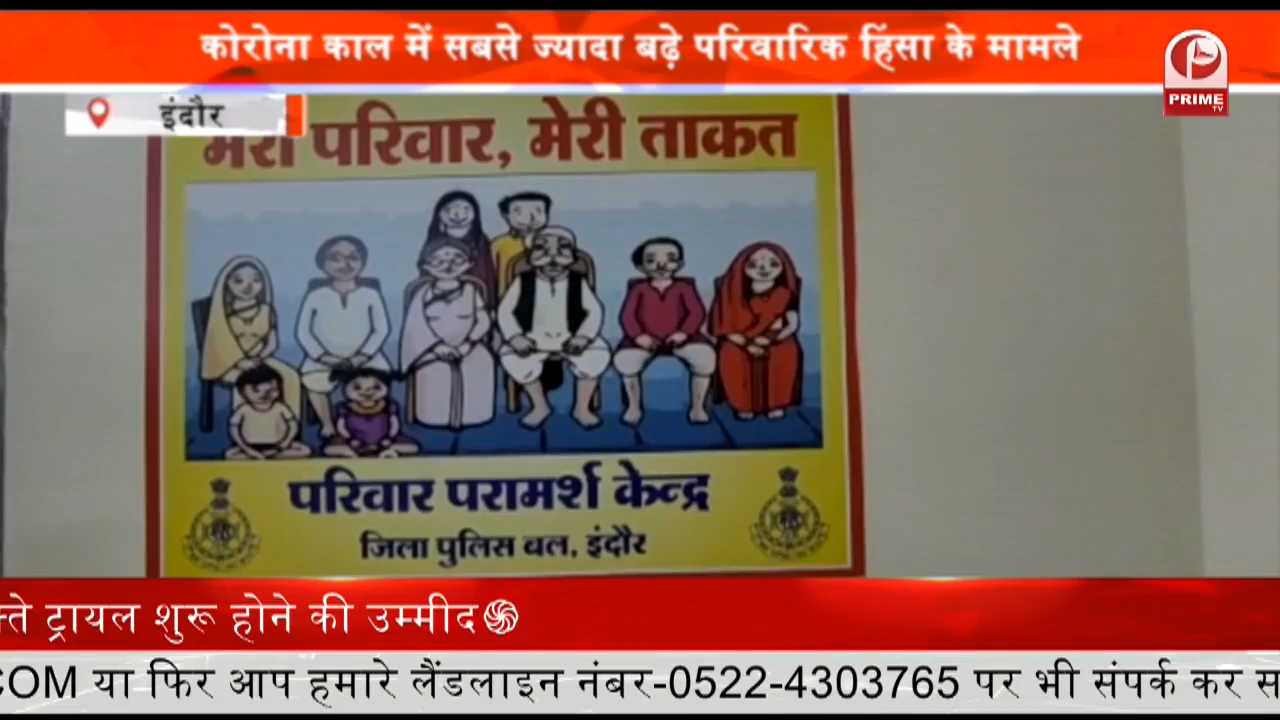 कोरोना काल में सबसे ज्यादा बढ़े परिवारिक हिंसा के मामले
PRIME
TV
इंदौर
मेरा परिवार, मेरी ताकत
परिवार परामर्श केन्द्र
जिला पुलिस बल, इंदौर
ट्रायल शुरू होने की उम्मीद
COM या फिर आप हमारे लैंडलाइन नंबर-0522-4303765 पर भी संपर्क कर